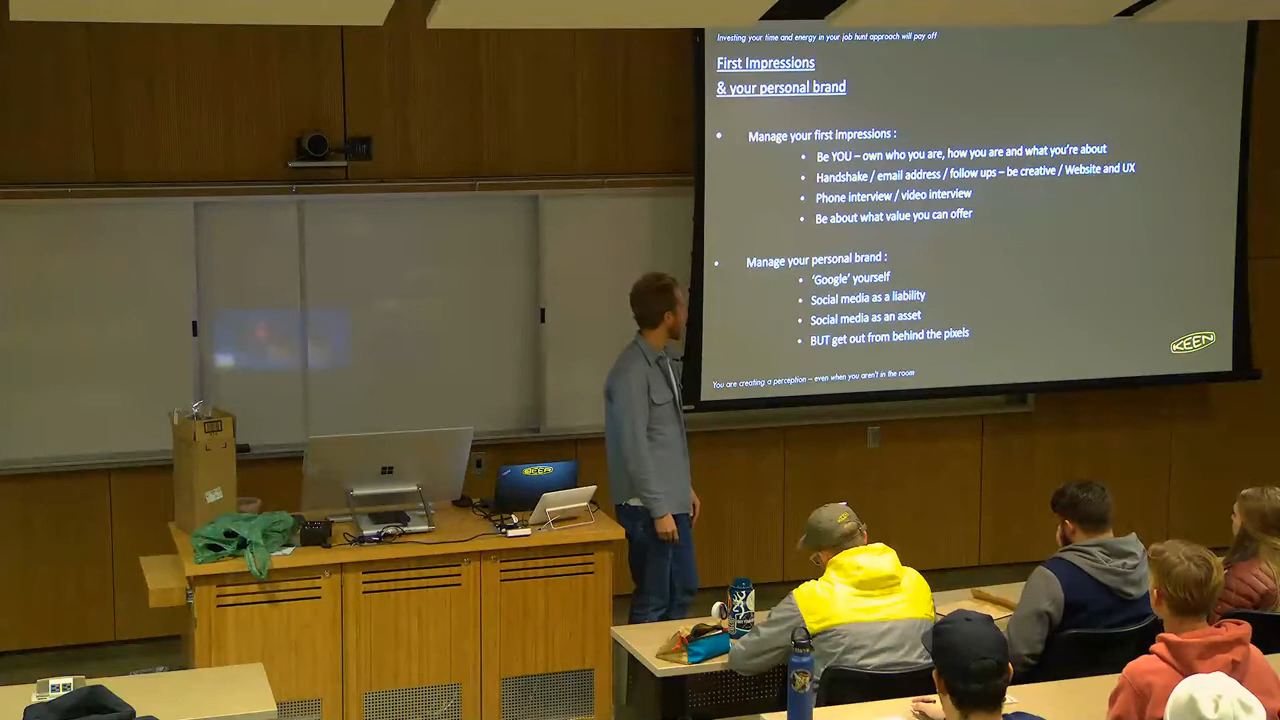 Investing your time and energy in your job hunt approach will pay off
First Impressions
& your personal brand
• Manage your first impressions :
• Be YOU – own who you are, how you are and what you're about
• Handshake / email address / follow ups – be creative / Website and UX
• Phone interview / video interview
• Be about what value you can offer
• Manage your personal brand :
• 'Google' yourself
• Social media as a liability
• Social media as an asset
• BUT get out from behind the pixels
KEEN
You are creating a perception – even when you aren't in the room
KEEN